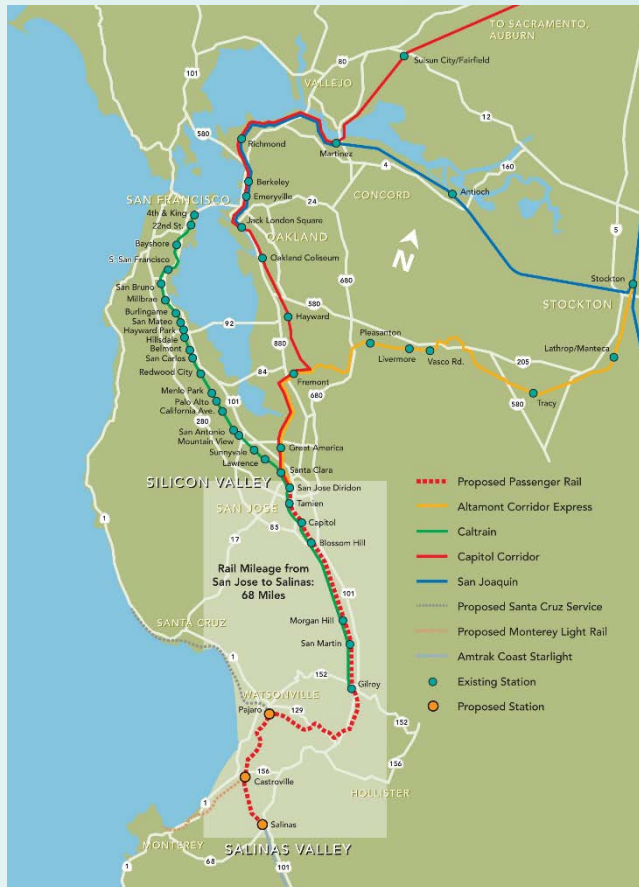 TO SACRAMENTO,
AUBURN
Suisun City/Fairfield
80
101
VALLEJO
80
12
580
Richmond
Martinez
4
160
Berkeley
CONCORD
Antioch
Emeryville
24
SAN FRANCISCO
4th & King
22nd St.
Jack London Square
OAKLAND
5
Bayshore
N
S. San Francisco
Oakland Coliseum
680
Stockton
San Bruno
STOCKTON
Millbrae
580
Burlingame
Hayward
San Mateo
92
Pleasanton
Hayward Park
880
Livermore
Vasco Rd.
Lathrop/Manteca
Hillsdale
Belmont
205
San Carlos
84
Redwood City
Fremont
680
580
Tracy
Menlo Park
101
Palo Alto
California Ave.
280
San Antonio
Mountain View
Great America
Sunnyvale
Lawrence
Santa Clara
SILICON VALLEY
San Jose Diridon
SAN JOSE
Tamien
1
Capitol
85
17
Blossom Hill
Rail Mileage from
San Jose to Salinas:
68 Miles
101
SANTA CRUZ
Morgan Hill
San Martin
1
152
Gilroy
WATSONVILLE
Pajaro
129
152
156
156
Castroville
HOLLISTER
1
Salinas
MONTEREY
SALINAS VALLEY
68
1
101
Proposed Passenger Rail
Altamont Corridor Express
Caltrain
Capitol Corridor
San Joaquin
Proposed Santa Cruz Service
Proposed Monterey Light Rail
Amtrak Coast Starlight
Existing Station
Proposed Station